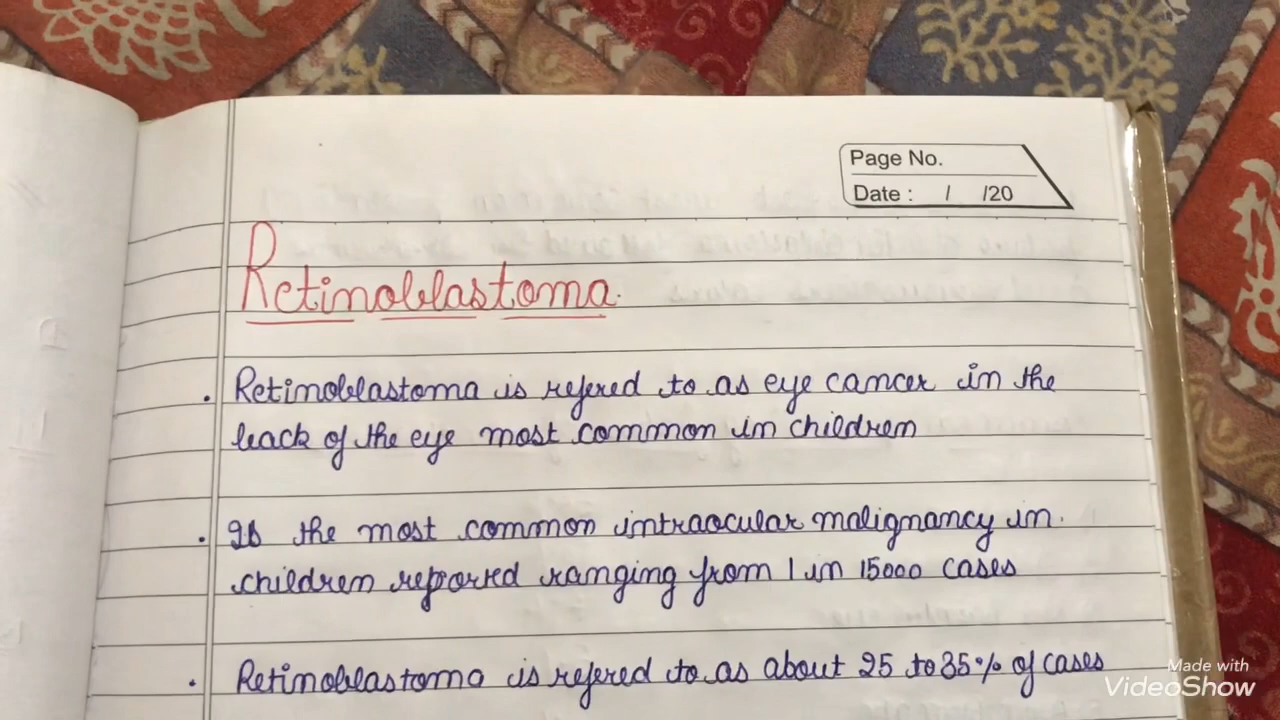 Page No.
Date : / /20
Retinoblastoma
. Retinoblastoma is refered to as eye cancer in the
back of the eye most common in children
. Is the most common intraocular malignancy in
children reported ranging from 1 in 15000 cases
. Retinoblastoma is refered to as about 25 to 35% of cases
Made with
VideoShow